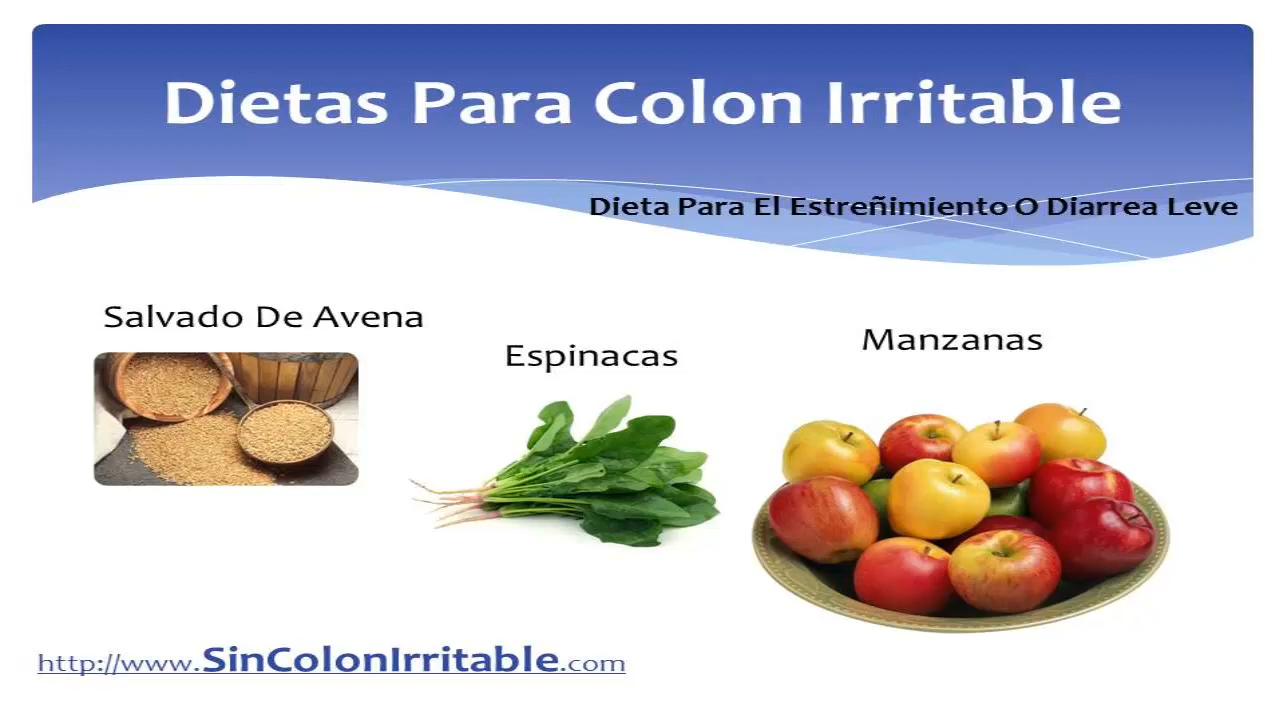 Dietas Para Colon Irritable
Dieta Para El Estreñimiento O Diarrea Leve
Salvado De Avena
Espinacas
Manzanas
http://www.SinColonIrritable.com